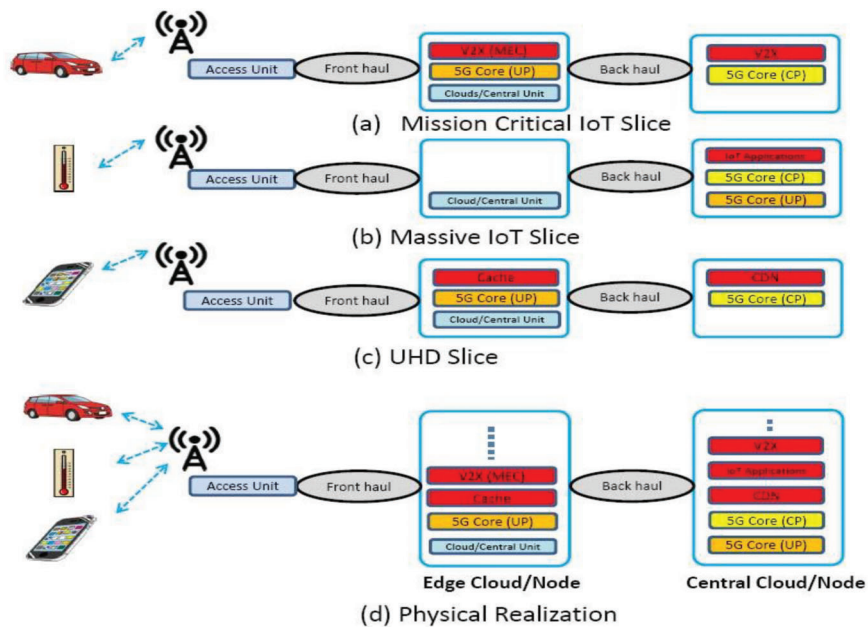 V2X (MEC)
V2X
Access Unit
Front haul
5G Core (UP)
Back haul
5G Core (CP)
Clouds/Central Unit
(a) Mission Critical IoT Slice
IoT Applications
Access Unit
Front haul
Back haul
5G Core (CP)
Cloud/Central Unit
5G Core (UP)
(b) Massive IoT Slice
Cache
CDN
Access Unit
Front haul
5G Core (UP)
Back haul
5G Core (CP)
Cloud/Central Unit
(c) UHD Slice
V2X
V2X (MEC)
IoT Applications
Access Unit
Front haul
Cache
Back haul
CDN
5G Core (UP)
5G Core (CP)
Cloud/Central Unit
5G Core (UP)
Edge Cloud/Node
Central Cloud/Node
(d) Physical Realization